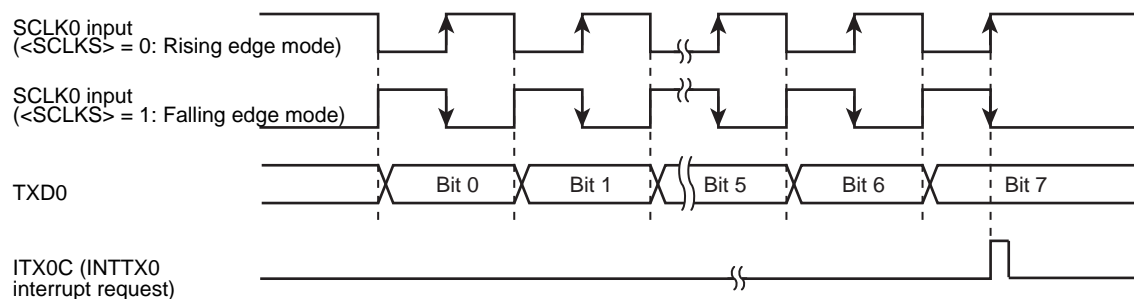 SCLK0 input
(<SCLKS> = 0: Rising edge mode)
SCLK0 input
(<SCLKS> = 1: Falling edge mode)
TXD0
Bit 0
Bit 1
Bit 5
Bit 6
Bit 7
ITX0C (INTTX0
interrupt request)